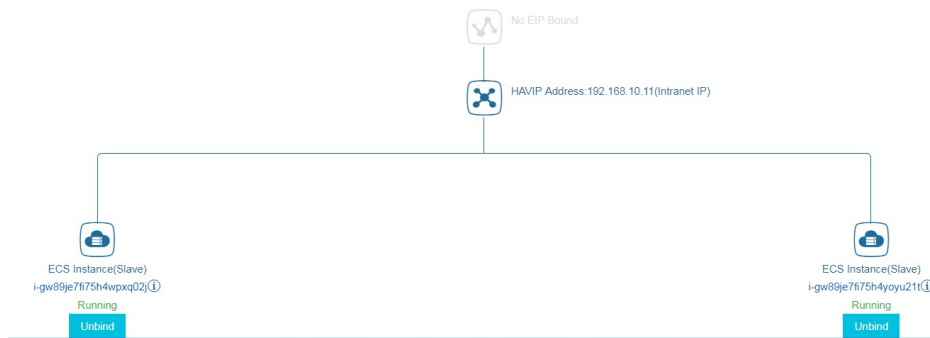 No EIP Bound
HAVIP Address:192.168.10.11(Intranet IP)
ECS Instance(Slave)
i-gw89je7fi75h4wpxq02j
Running
Unbind
ECS Instance(Slave)
i-gw89je7fi75h4yoyu21t
Running
Unbind